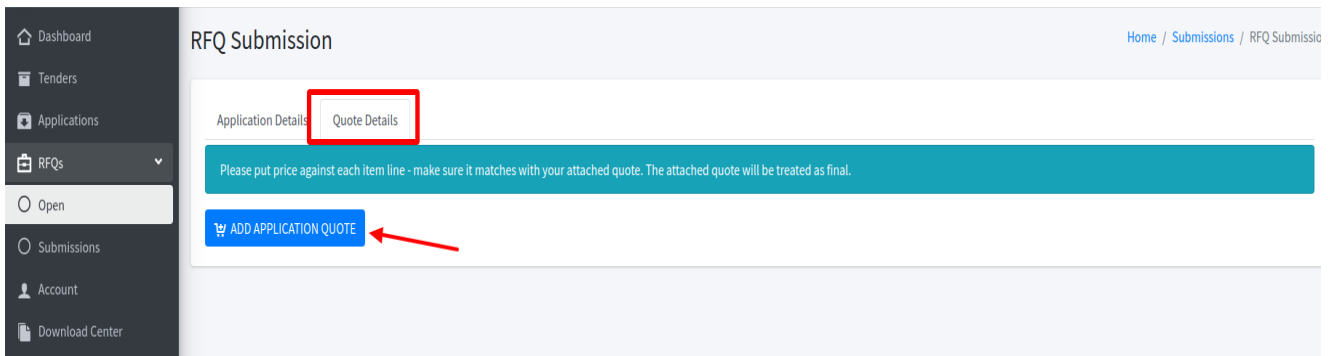 Dashboard
Tenders
Applications
RFQs
Open
Submissions
Account
Download Center
RFQ Submission
Home / Submissions / RFQ Submissio
Application Details
Quote Details
Please put price against each item line - make sure it matches with your attached quote. The attached quote will be treated as final.
ADD APPLICATION QUOTE